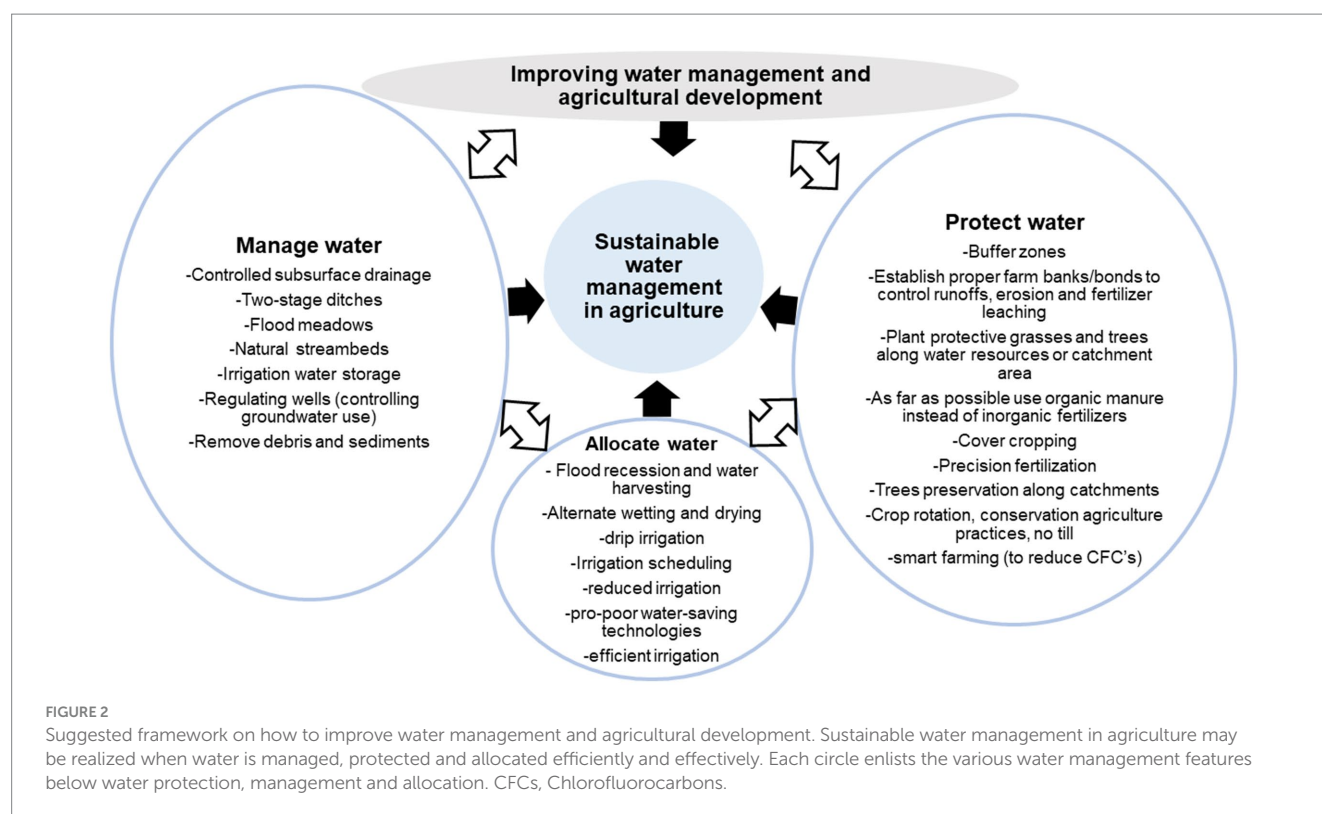 Improving water management and
agricultural development
Manage water
-Controlled subsurface drainage
-Two-stage ditches
-Flood meadows
-Natural streambeds
-Irrigation water storage
-Regulating wells (controlling
groundwater use)
-Remove debris and sediments
Sustainable
water
management
in agriculture
Protect water
-Buffer zones
-Establish proper farm banks/bonds to
control runoffs, erosion and fertilizer
leaching
-Plant protective grasses and trees
along water resources or catchment
area
-As far as possible use organic manure
instead of inorganic fertilizers
-Cover cropping
-Precision fertilization
-Trees preservation along catchments
-Crop rotation, conservation agriculture
practices, no till
-smart farming (to reduce CFC's)
Allocate water
- Flood recession and water
harvesting
-Alternate wetting and drying
-drip irrigation
-Irrigation scheduling
-reduced irrigation
-pro-poor water-saving
technologies
-efficient irrigation
FIGURE 2
Suggested framework on how to improve water management and agricultural development. Sustainable water management in agriculture may
be realized when water is managed, protected and allocated efficiently and effectively. Each circle enlists the various water management features
below water protection, management and allocation. CFCs, Chlorofluorocarbons.